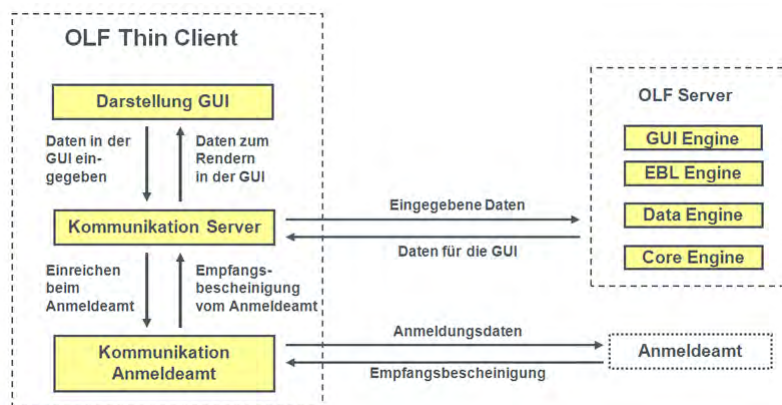 OLF Thin Client
Darstellung GUI
Daten in der
GUI ein-
gegeben
Daten zum
Rendern
in der GUI
Kommunikation Server
Einreichen
beim
Anmeldeamt
Empfangs-
bescheinigung
vom Anmeldeamt
Kommunikation
Anmeldeamt
Eingegebene Daten
Daten für die GUI
Anmeldungsdaten
Empfangsbescheinigung
OLF Server
GUI Engine
EBL Engine
Data Engine
Core Engine
Anmeldeamt